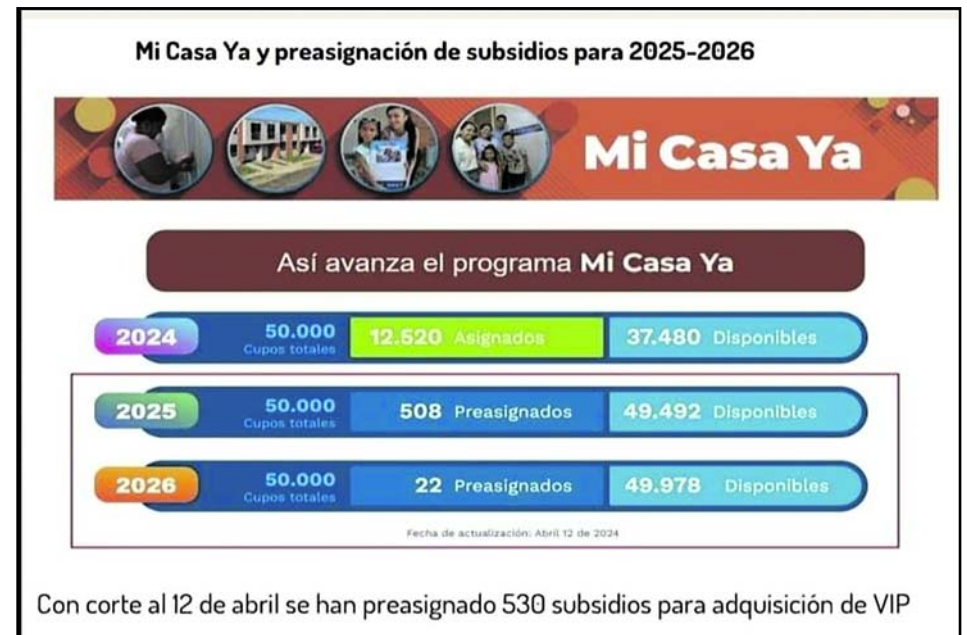 Mi Casa Ya y preasignación de subsidios para 2025-2026
Mi Casa Ya
Así avanza el programa Mi Casa Ya
2024 50.000 Cupos totales 12.520 Asignados 37.480 Disponibles
2025 50.000 Cupos totales 508 Preasignados 49.492 Disponibles
2026 50.000 Cupos totales 22 Preasignados 49.978 Disponibles
Fecha de actualización: Abril 12 de 2024
Con corte al 12 de abril se han preasignado 530 subsidios para adquisición de VIP